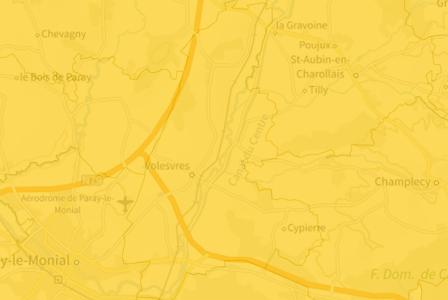 la Gravoine
Chevagny
Poujux
St-Aubin-en-
Charollais
le Bois de Paray
Tilly
Canal du Centre
Volesvres
Champlecy
Aérodrome de Paray-le-
Monial
Cypierre
y-le-Monial
F. Dom. de C